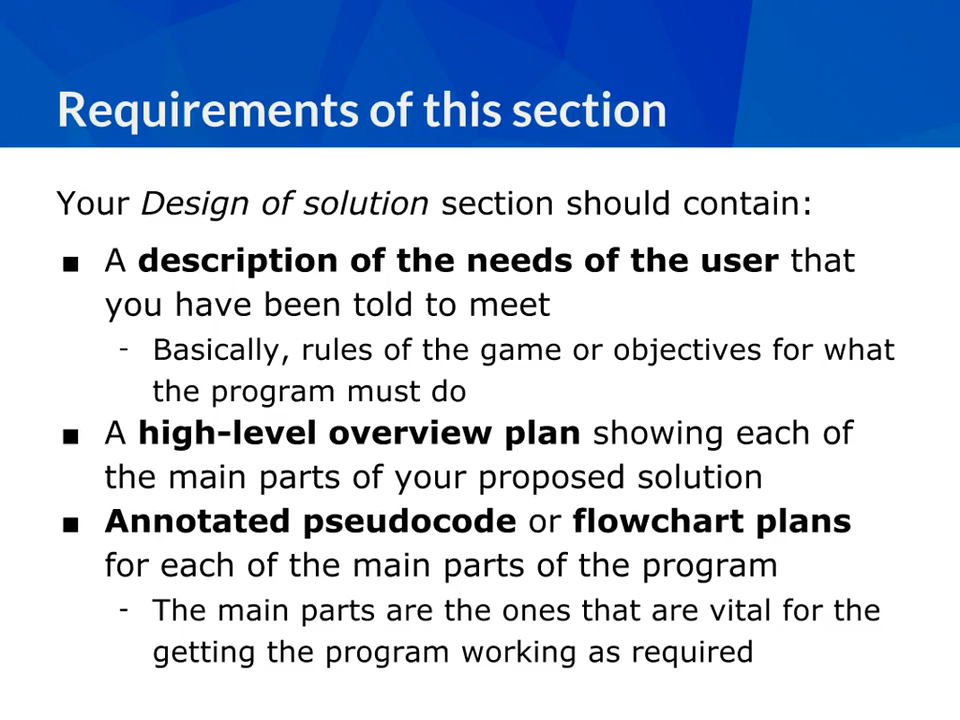 Requirements of this section
Your Design of solution section should contain:
■ A description of the needs of the user that
you have been told to meet
- Basically, rules of the game or objectives for what
the program must do
■ A high-level overview plan showing each of
the main parts of your proposed solution
■ Annotated pseudocode or flowchart plans
for each of the main parts of the program
- The main parts are the ones that are vital for the
getting the program working as required